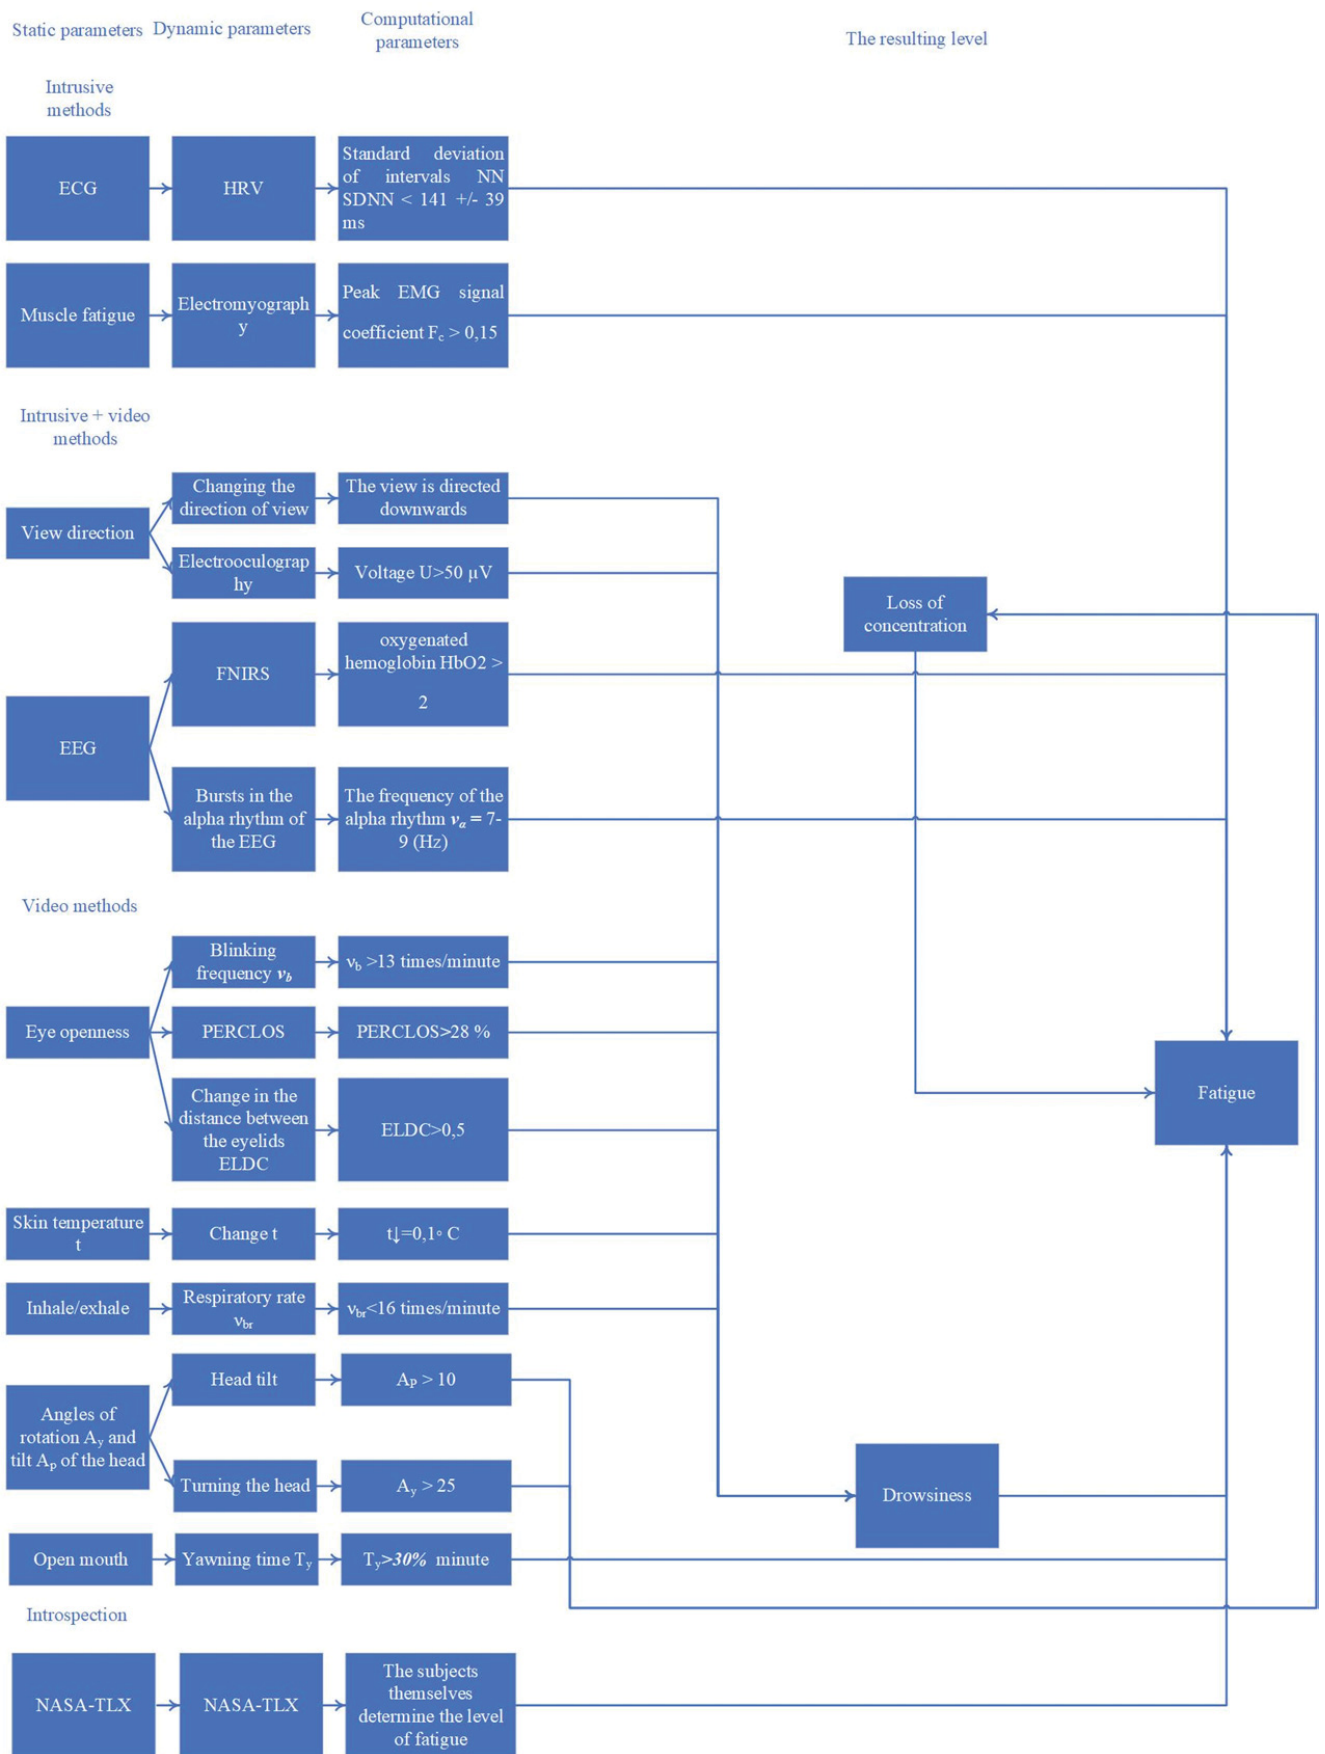 Static parameters
Dynamic parameters
Computational
parameters
The resulting level
Intrusive
methods
ECG
HRV
Standard deviation
of intervals NN
SDNN < 141 +/- 39
ms
Muscle fatigue
Electromyograph
y
Peak EMG signal
coefficient Fc > 0,15
Intrusive + video
methods
View direction
Changing the
direction of view
The view is directed
downwards
Electrooculograp
hy
Voltage U>50 µV
Loss of
concentration
EEG
FNIRS
oxygenated
hemoglobin HbO2 >
2
Bursts in the
alpha rhythm of
the EEG
The frequency of the
alpha rhythm να = 7-
9 (Hz)
Video methods
Eye openness
Blinking
frequency νb
νb >13 times/minute
PERCLOS
PERCLOS>28 %
Change in the
distance between
the eyelids
ELDC
ELDC>0,5
Fatigue
Skin temperature
t
Change t
t↓=0,1◦ C
Inhale/exhale
Respiratory rate
νbr
νbr<16 times/minute
Angles of
rotation Ay and
tilt Ap of the head
Head tilt
AP > 10
Turning the head
Ay > 25
Drowsiness
Open mouth
Yawning time Ty
Ty>30% minute
Introspection
NASA-TLX
NASA-TLX
The subjects
themselves
determine the level
of fatigue